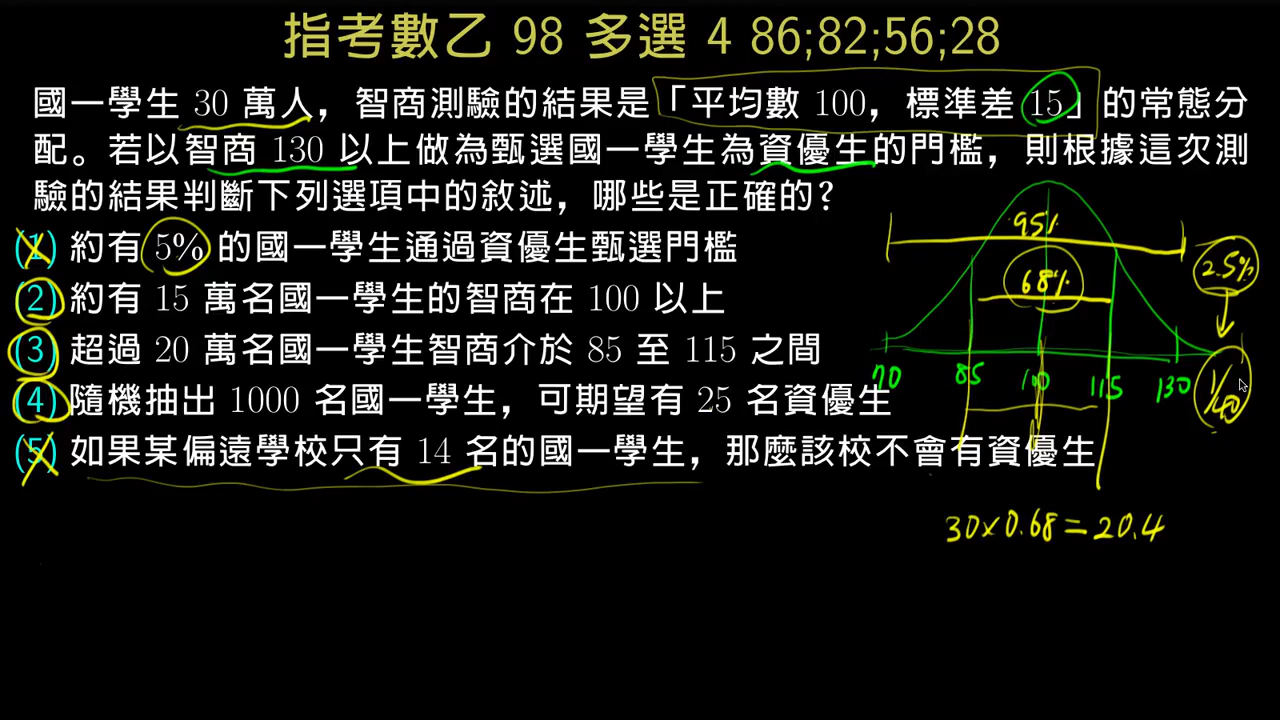 指考數乙 98 多選 4 86;82;56;28
國一學生 30 萬人，智商測驗的結果是「平均數 100，標準差 15」的常態分
配。若以智商 130 以上做為甄選國一學生為資優生的門檻，則根據這次測
驗的結果判斷下列選項中的敘述，哪些是正確的？
(1) 約有 5% 的國一學生通過資優生甄選門檻
(2) 約有 15 萬名國一學生的智商在 100 以上
(3) 超過 20 萬名國一學生智商介於 85 至 115 之間
(4) 隨機抽出 1000 名國一學生，可期望有 25 名資優生
(5) 如果某偏遠學校只有 14 名的國一學生，那麼該校不會有資優生
95%
68%
2.5%
70 85 100 115 130
1/40
30×0.68=20.4